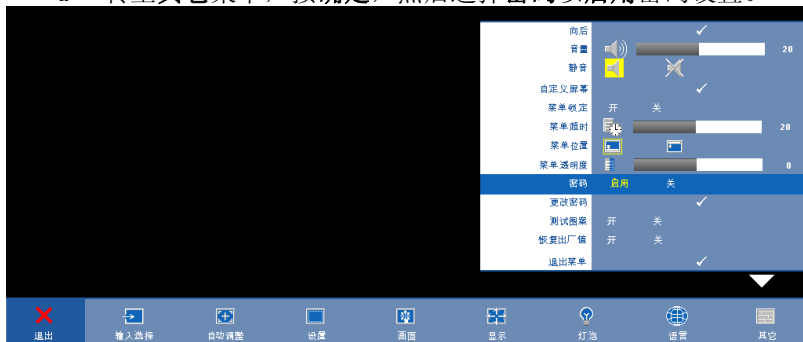 向后
音量 20
静音
自定义屏幕
菜单锁定 开 关
菜单超时 20
菜单位置
菜单透明度 0
密码 启用 关
更改密码
测试图案 开 关
恢复出厂值 开 关
退出菜单
退出 输入选择 自动调整 设置 画面 显示 灯泡 语言 其它